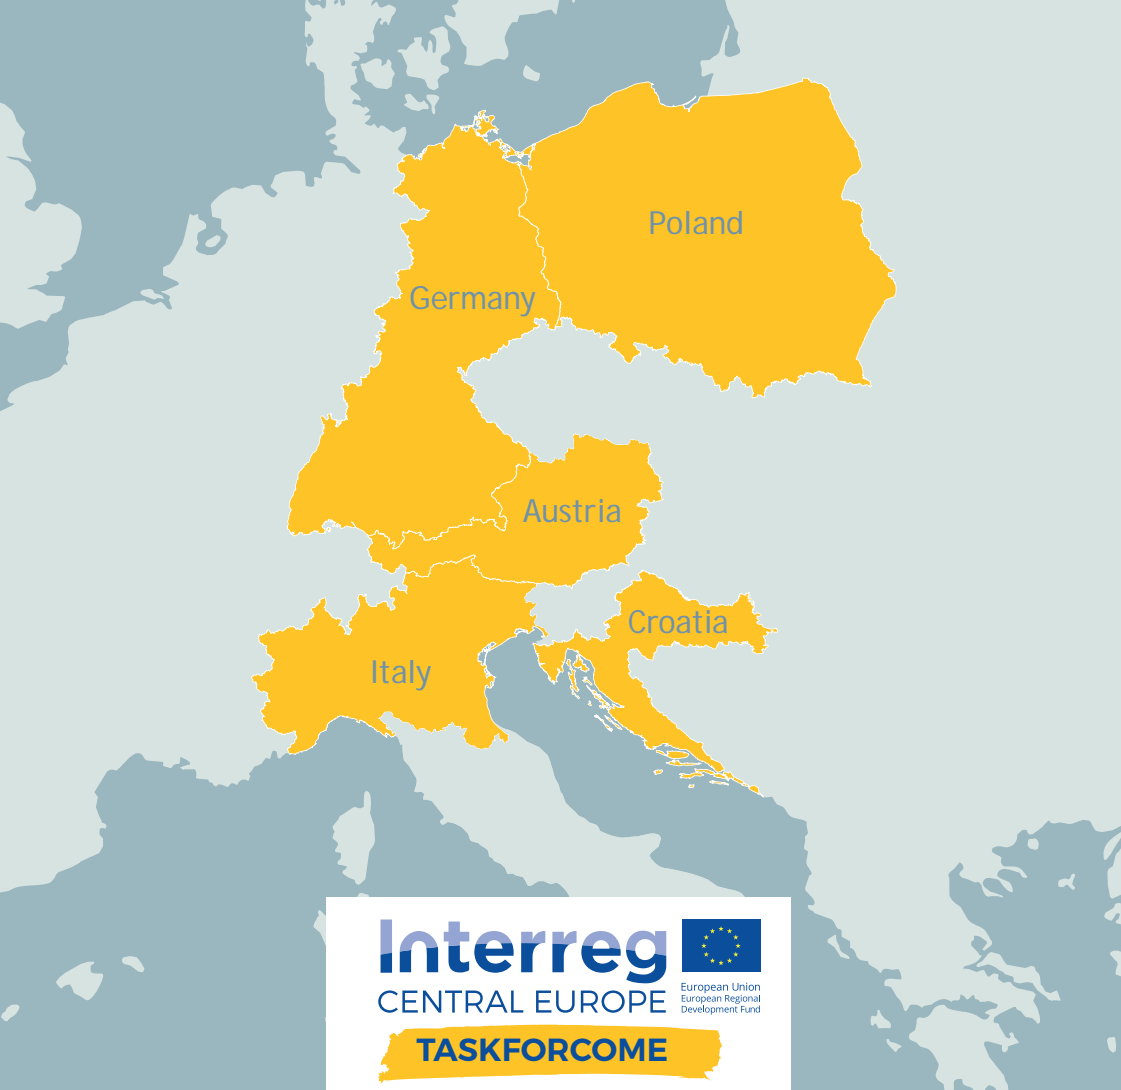 Poland
Germany
Austria
Croatia
Italy
Interreg
CENTRAL EUROPE
European Union
European Regional
Development Fund
TASKFORCOME